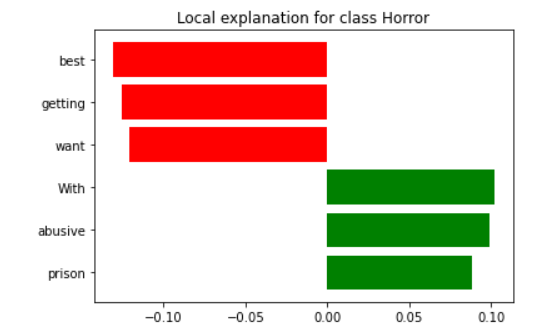 Local explanation for class Horror
best
getting
want
With
abusive
prison
−0.10 −0.05 0.00 0.05 0.10